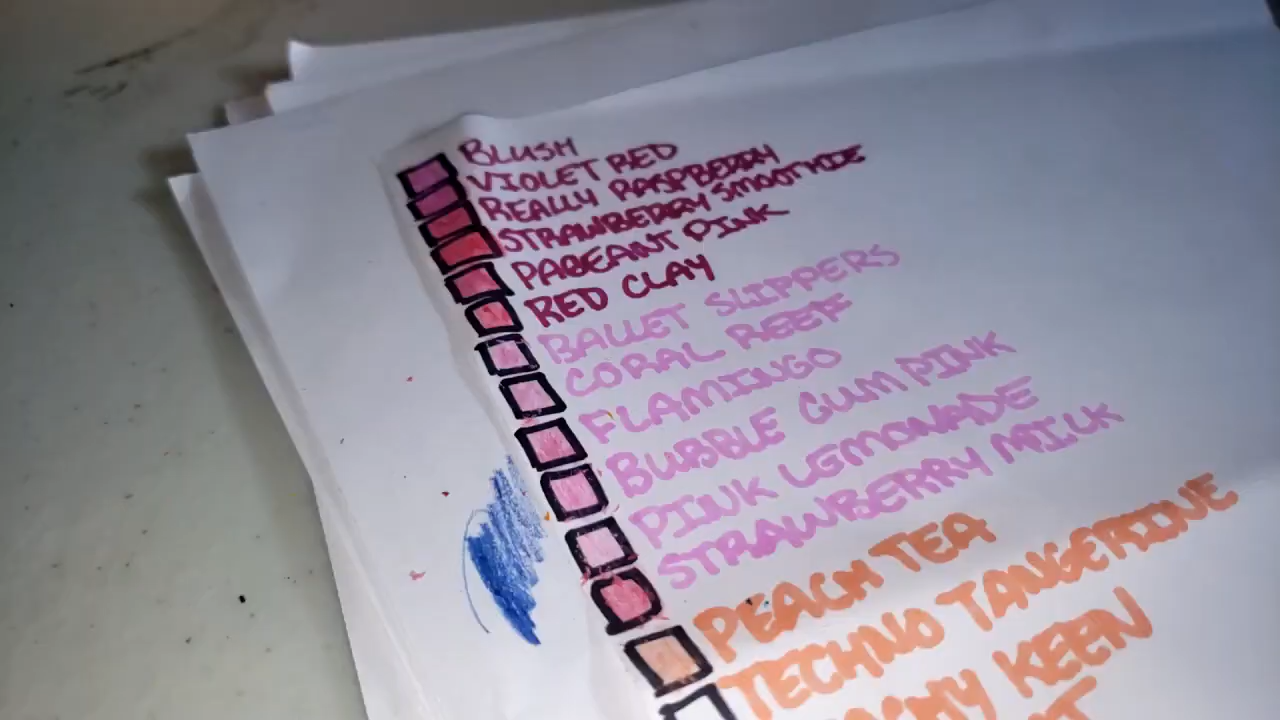 BLUSH
VIOLET RED
REALLY RASPBERRY
STRAWBERRY SMOOTHIE
PAGEANT PINK
RED CLAY
BALLET SLIPPERS
CORAL REEF
FLAMINGO
BUBBLE GUM PINK
PINK LEMONADE
STRAWBERRY MILK
PEACH TEA
TECHNO TANGERINE
KEEN